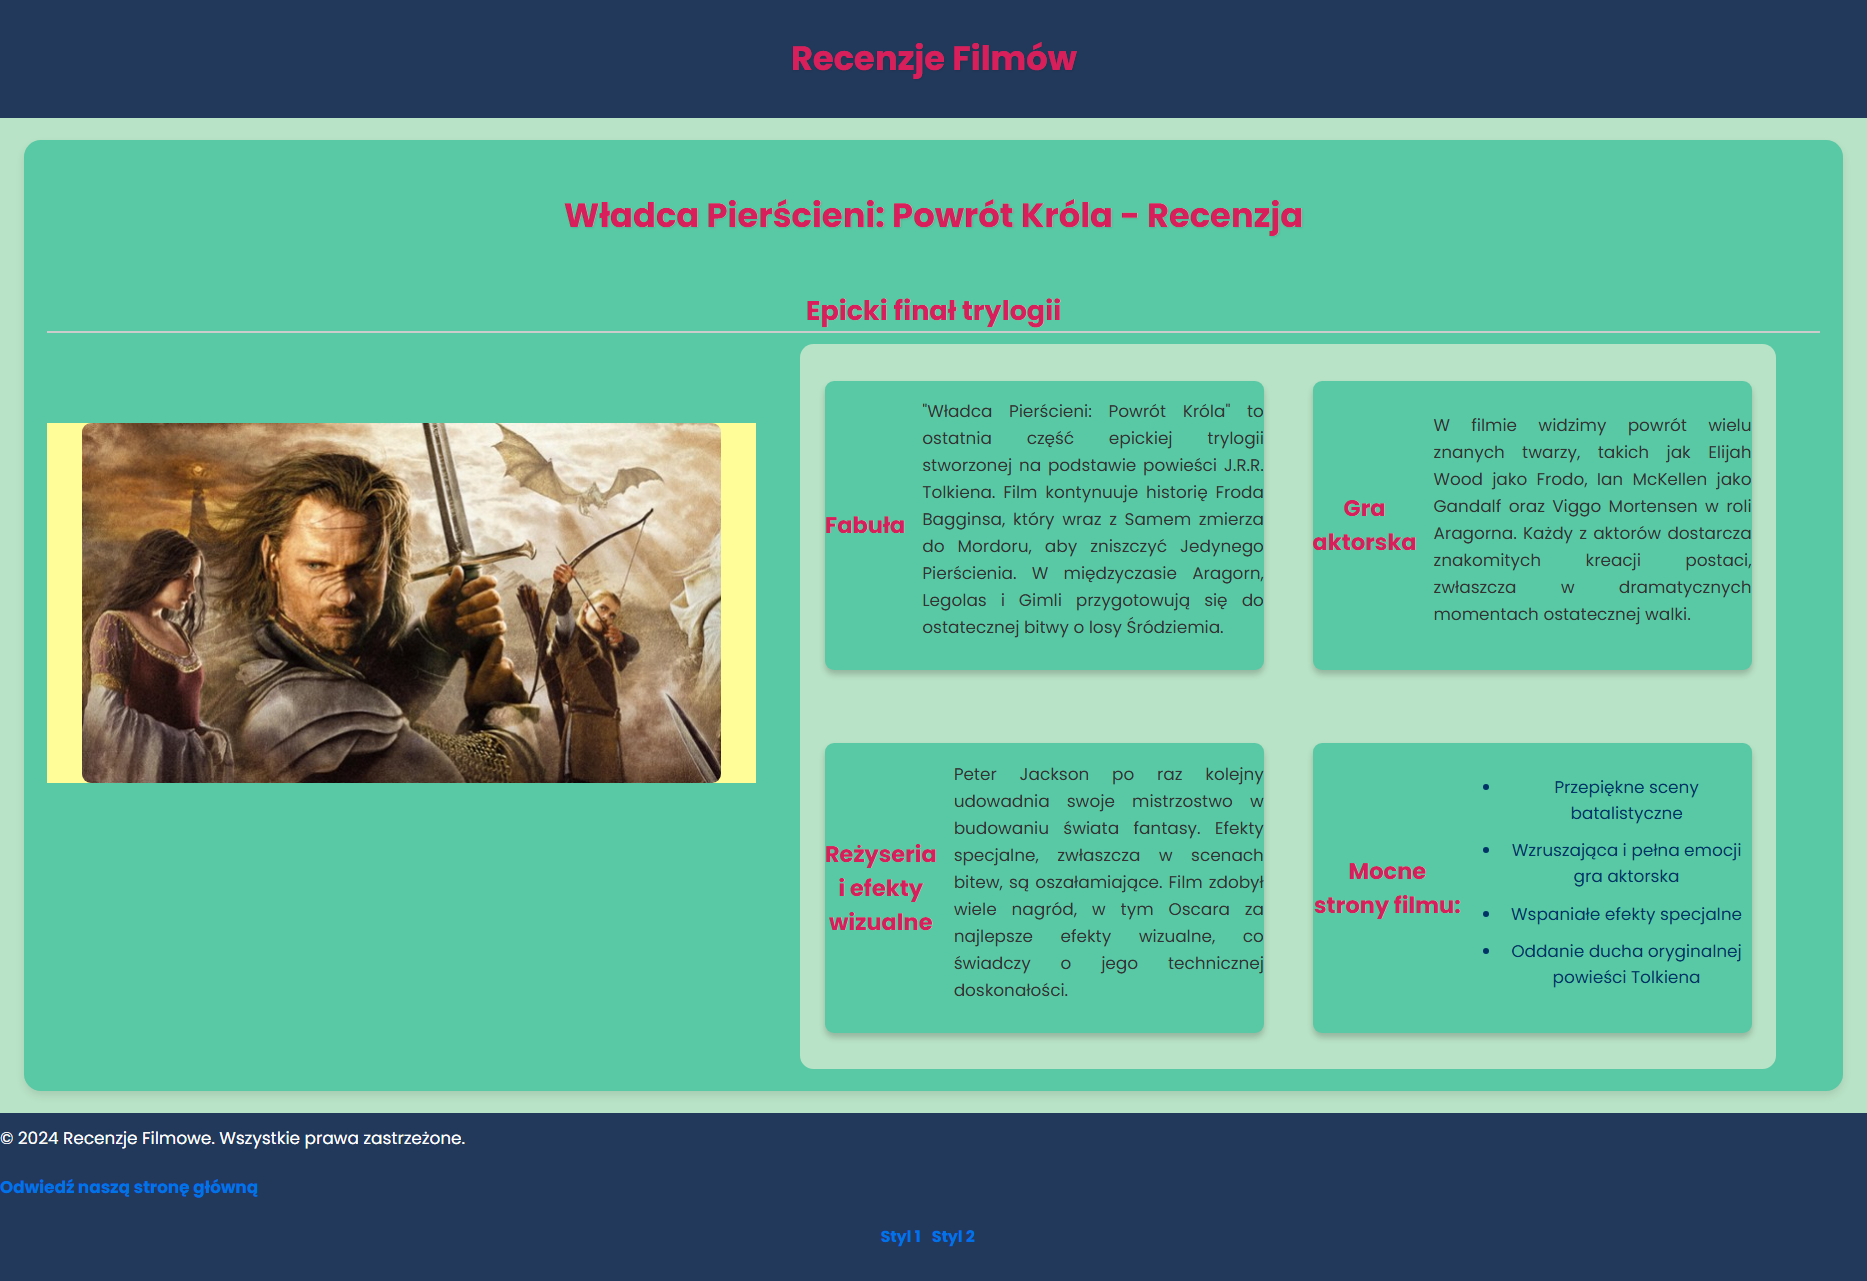 Recenzje Filmów
Władca Pierścieni: Powrót Króla - Recenzja
Epicki finał trylogii
Fabuła
"Władca Pierścieni: Powrót Króla" to
ostatnia część epickiej trylogii
stworzonej na podstawie powieści J.R.R.
Tolkiena. Film kontynuuje historię Froda
Bagginsa, który wraz z Samem zmierza
do Mordoru, aby zniszczyć Jedynego
Pierścienia. W międzyczasie Aragorn,
Legolas i Gimli przygotowują się do
ostatecznej bitwy o losy Śródziemia.
Gra
aktorska
W filmie widzimy powrót wielu
znanych twarzy, takich jak Elijah
Wood jako Frodo, Ian McKellen jako
Gandalf oraz Viggo Mortensen w roli
Aragorna. Każdy z aktorów dostarcza
znakomitych kreacji postaci,
zwłaszcza w dramatycznych
momentach ostatecznej walki.
Reżyseria
i efekty
wizualne
Peter Jackson po raz kolejny
udowadnia swoje mistrzostwo w
budowaniu świata fantasy. Efekty
specjalne, zwłaszcza w scenach
bitew, są oszałamiające. Film zdobył
wiele nagród, w tym Oscara za
najlepsze efekty wizualne, co
świadczy o jego technicznej
doskonałości.
Mocne
strony filmu:
• Przepiękne sceny
batalistyczne
• Wzruszająca i pełna emocji
gra aktorska
• Wspaniałe efekty specjalne
• Oddanie ducha oryginalnej
powieści Tolkiena
© 2024 Recenzje Filmowe. Wszystkie prawa zastrzeżone.
Odwiedź naszą stronę główną
Styl 1 Styl 2